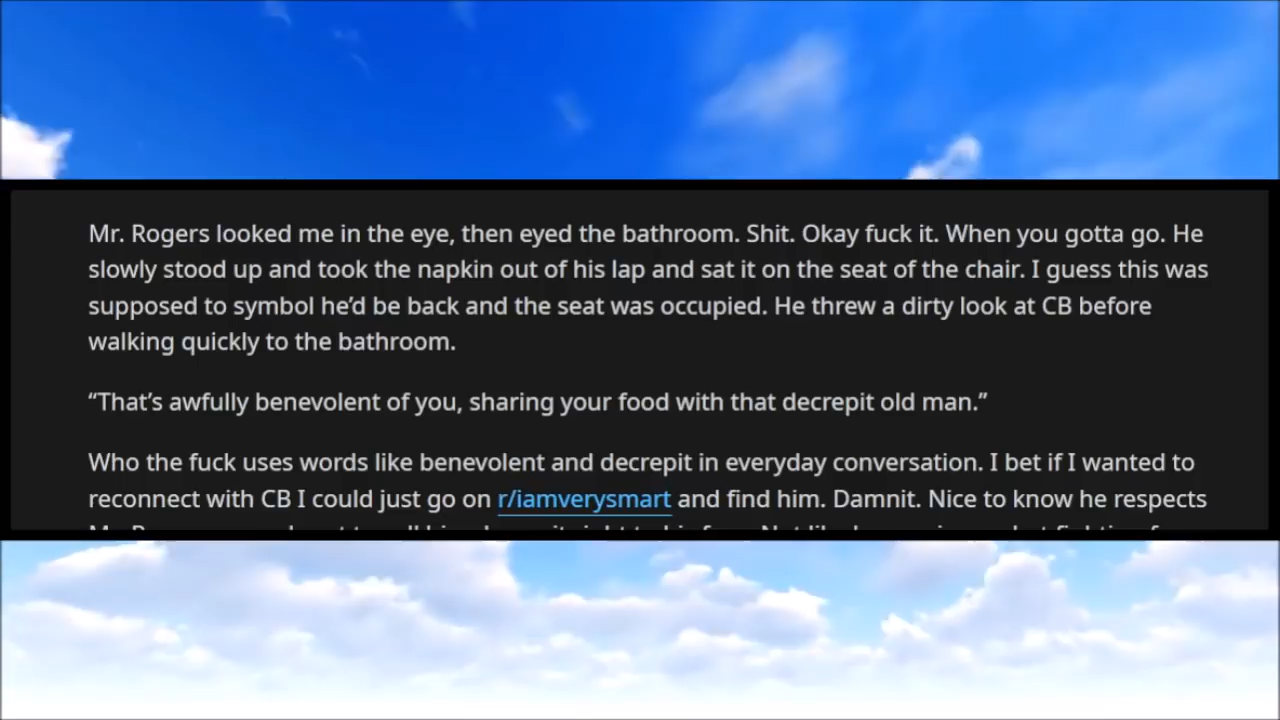 Mr. Rogers looked me in the eye, then eyed the bathroom. Shit. Okay fuck it. When you gotta go. He
slowly stood up and took the napkin out of his lap and sat it on the seat of the chair. I guess this was
supposed to symbol he’d be back and the seat was occupied. He threw a dirty look at CB before
walking quickly to the bathroom.
“That’s awfully benevolent of you, sharing your food with that decrepit old man.”
Who the fuck uses words like benevolent and decrepit in everyday conversation. I bet if I wanted to
reconnect with CB I could just go on r/iamverysmart and find him. Damnit. Nice to know he respects